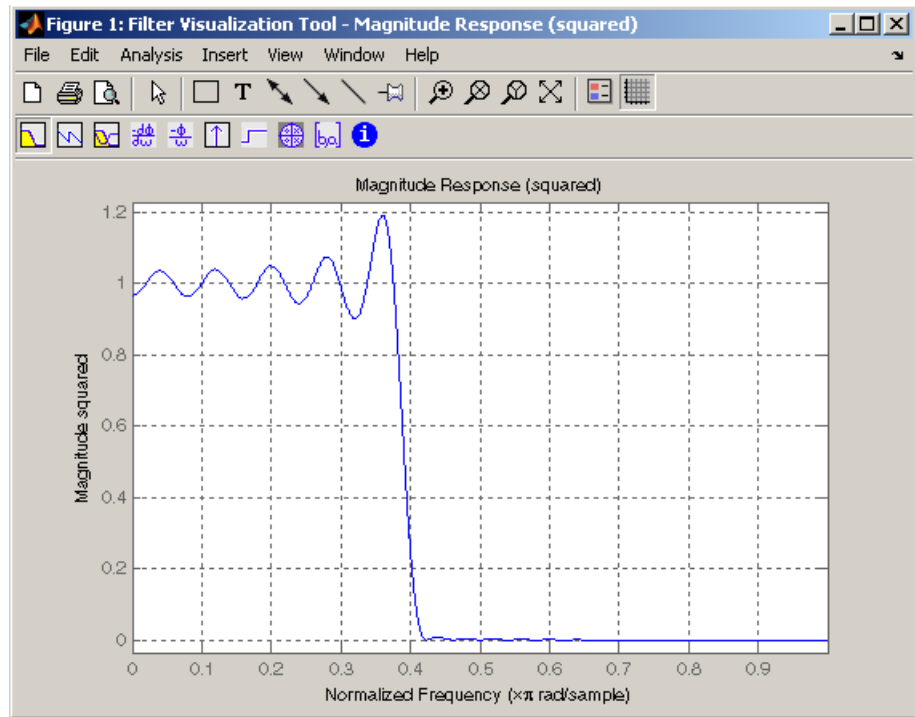 Figure 1: Filter Visualization Tool - Magnitude Response (squared)
File Edit Analysis Insert View Window Help
T
[b,a] i
Magnitude Response (squared)
1.2
1
0.8
0.6
0.4
0.2
0
Magnitude squared
0 0.1 0.2 0.3 0.4 0.5 0.6 0.7 0.8 0.9
Normalized Frequency (×π rad/sample)